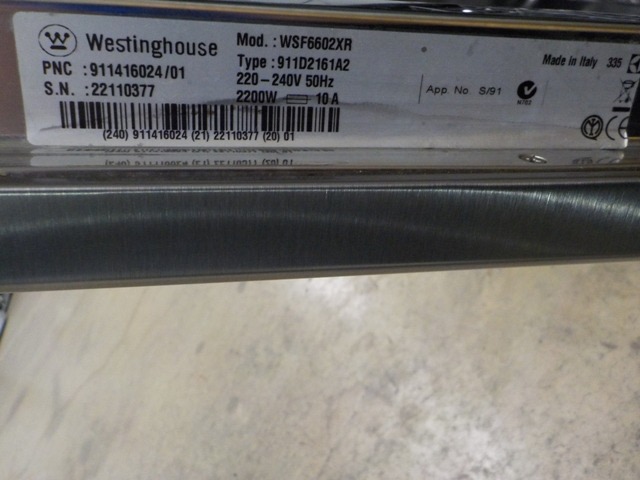 Westinghouse
Mod. : WSF6602XR
PNC : 911416024/01
Type : 911D2161A2
S.N. : 22110377
220-240V 50Hz
2200W 10 A
(240) 911416024 (21) 22110377 (20) 01
App. No. S/91
N782
Made in Italy 335